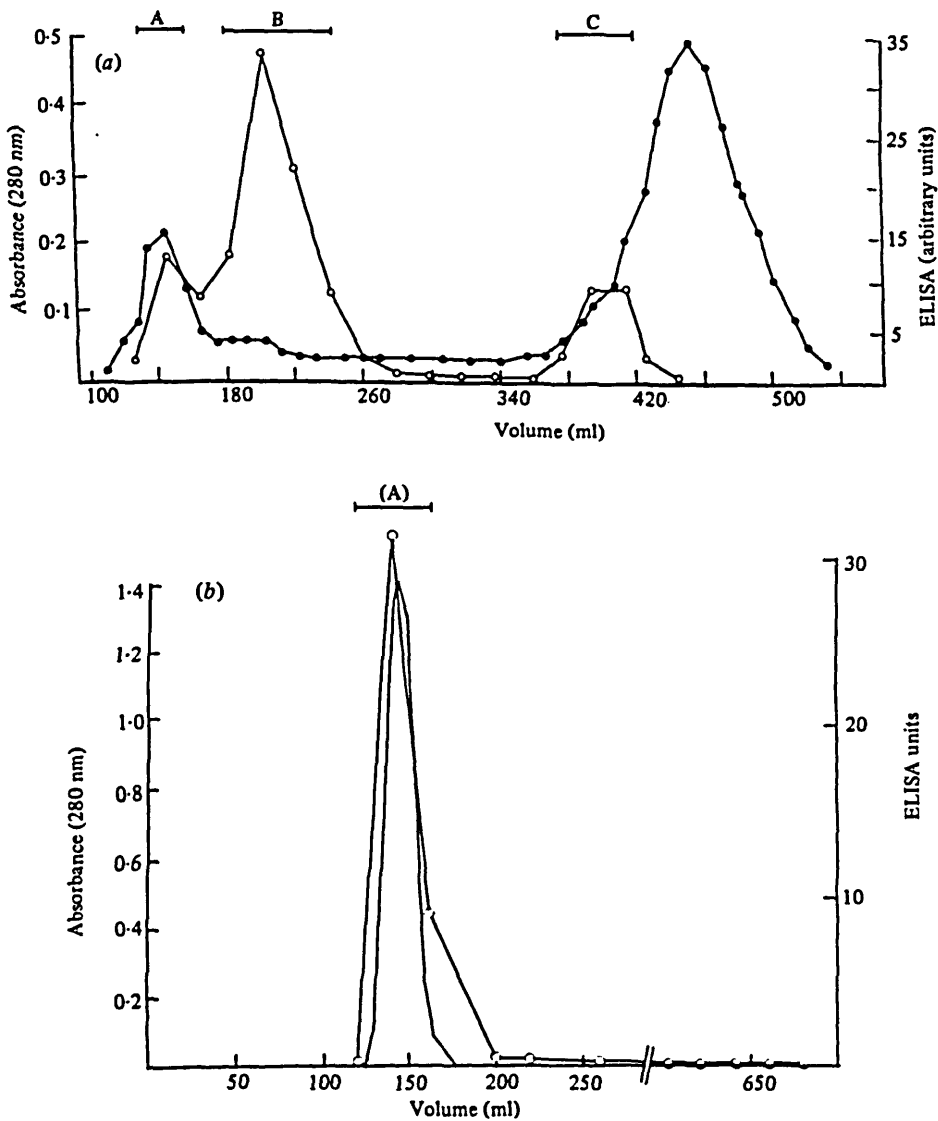 A B C
(a)
0·5
0·4
0·3
0·2
0·1
Absorbance (280 nm)
35
25
15
5
ELISA (arbitrary units)
100 180 260 340 420 500
Volume (ml)
(A)
(b)
1·4
1·2
1·0
0·8
0·6
0·4
0·2
Absorbance (280 nm)
30
20
10
ELISA units
50 100 150 200 250 650
Volume (ml)